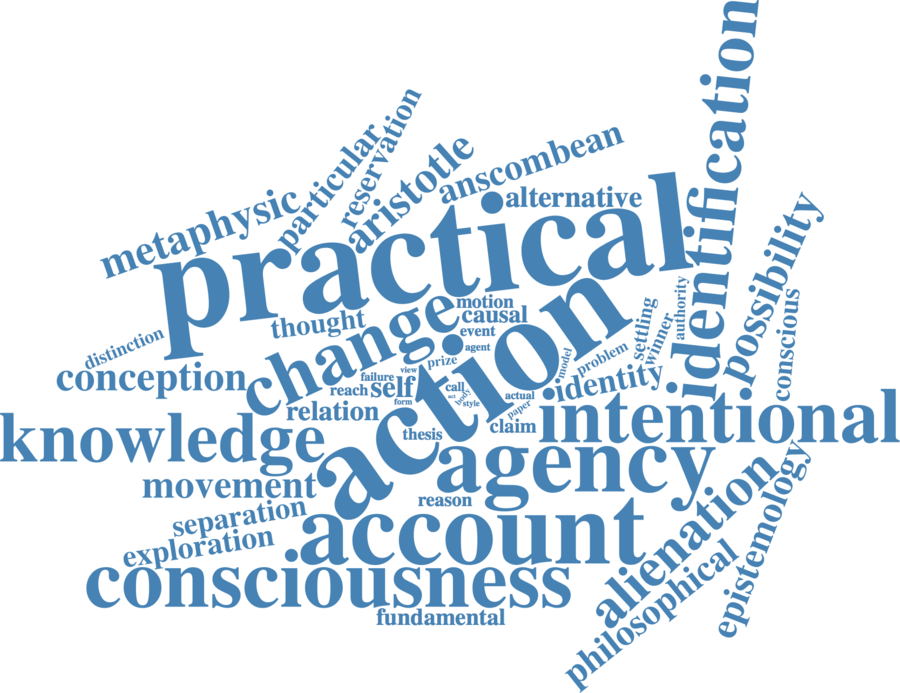 identification
particular
reservation
aristotle
anscombean
metaphysic
alternative
practical
possibility
change
motion
causal
thought
event
authority
settling
winner
conscious
distinction
conception
action
agent
prize
model
problem
view
failure
reach
self
call
act
body
style
form
actual
paper
identity
relation
claim
intentional
knowledge
thesis
agency
movement
reason
separation
account
exploration
alienation
epistemology
consciousness
philosophical
fundamental